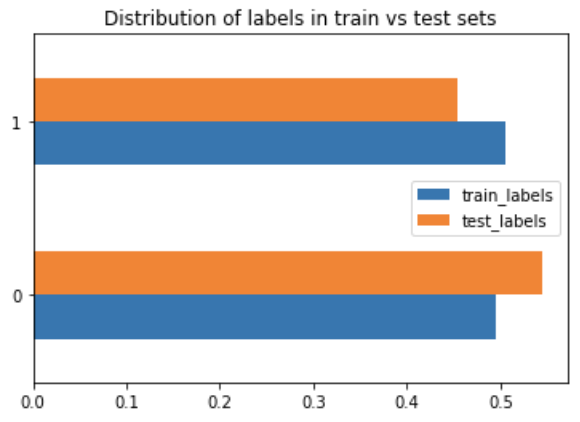 Distribution of labels in train vs test sets
1
train_labels
test_labels
0
0.0 0.1 0.2 0.3 0.4 0.5